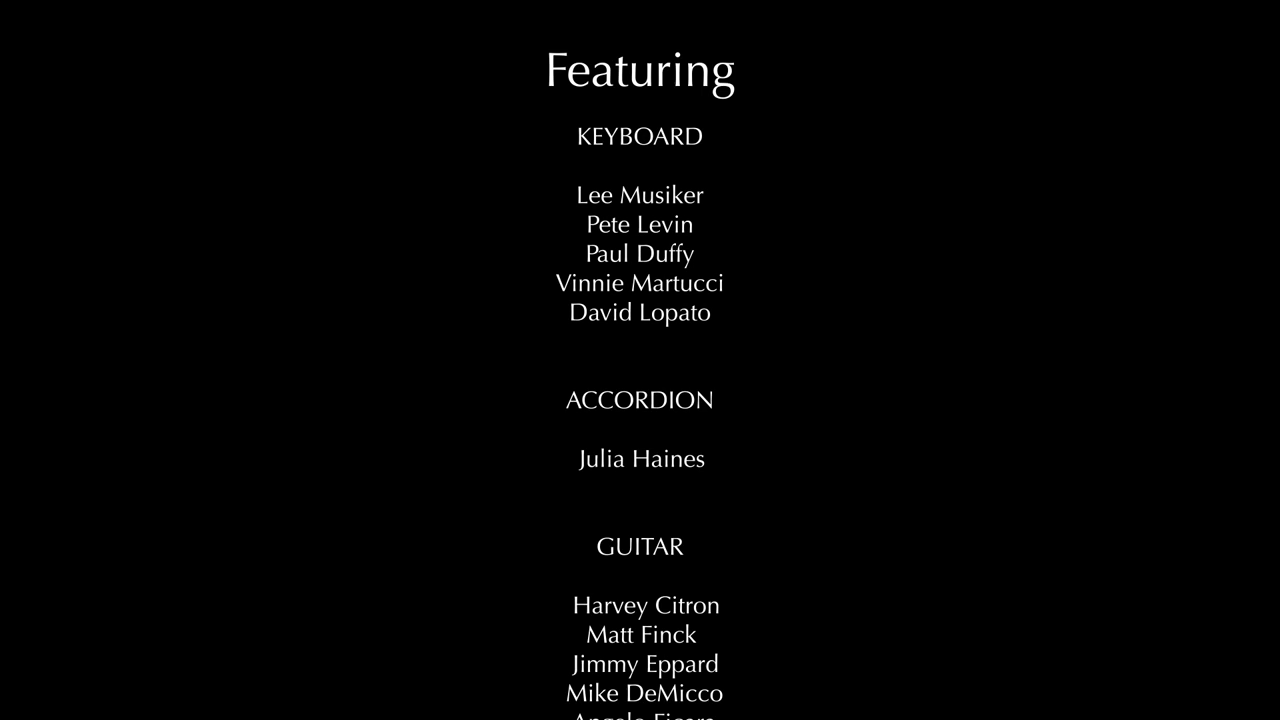 Featuring
KEYBOARD
Lee Musiker
Pete Levin
Paul Duffy
Vinnie Martucci
David Lopato
ACCORDION
Julia Haines
GUITAR
Harvey Citron
Matt Finck
Jimmy Eppard
Mike DeMicco